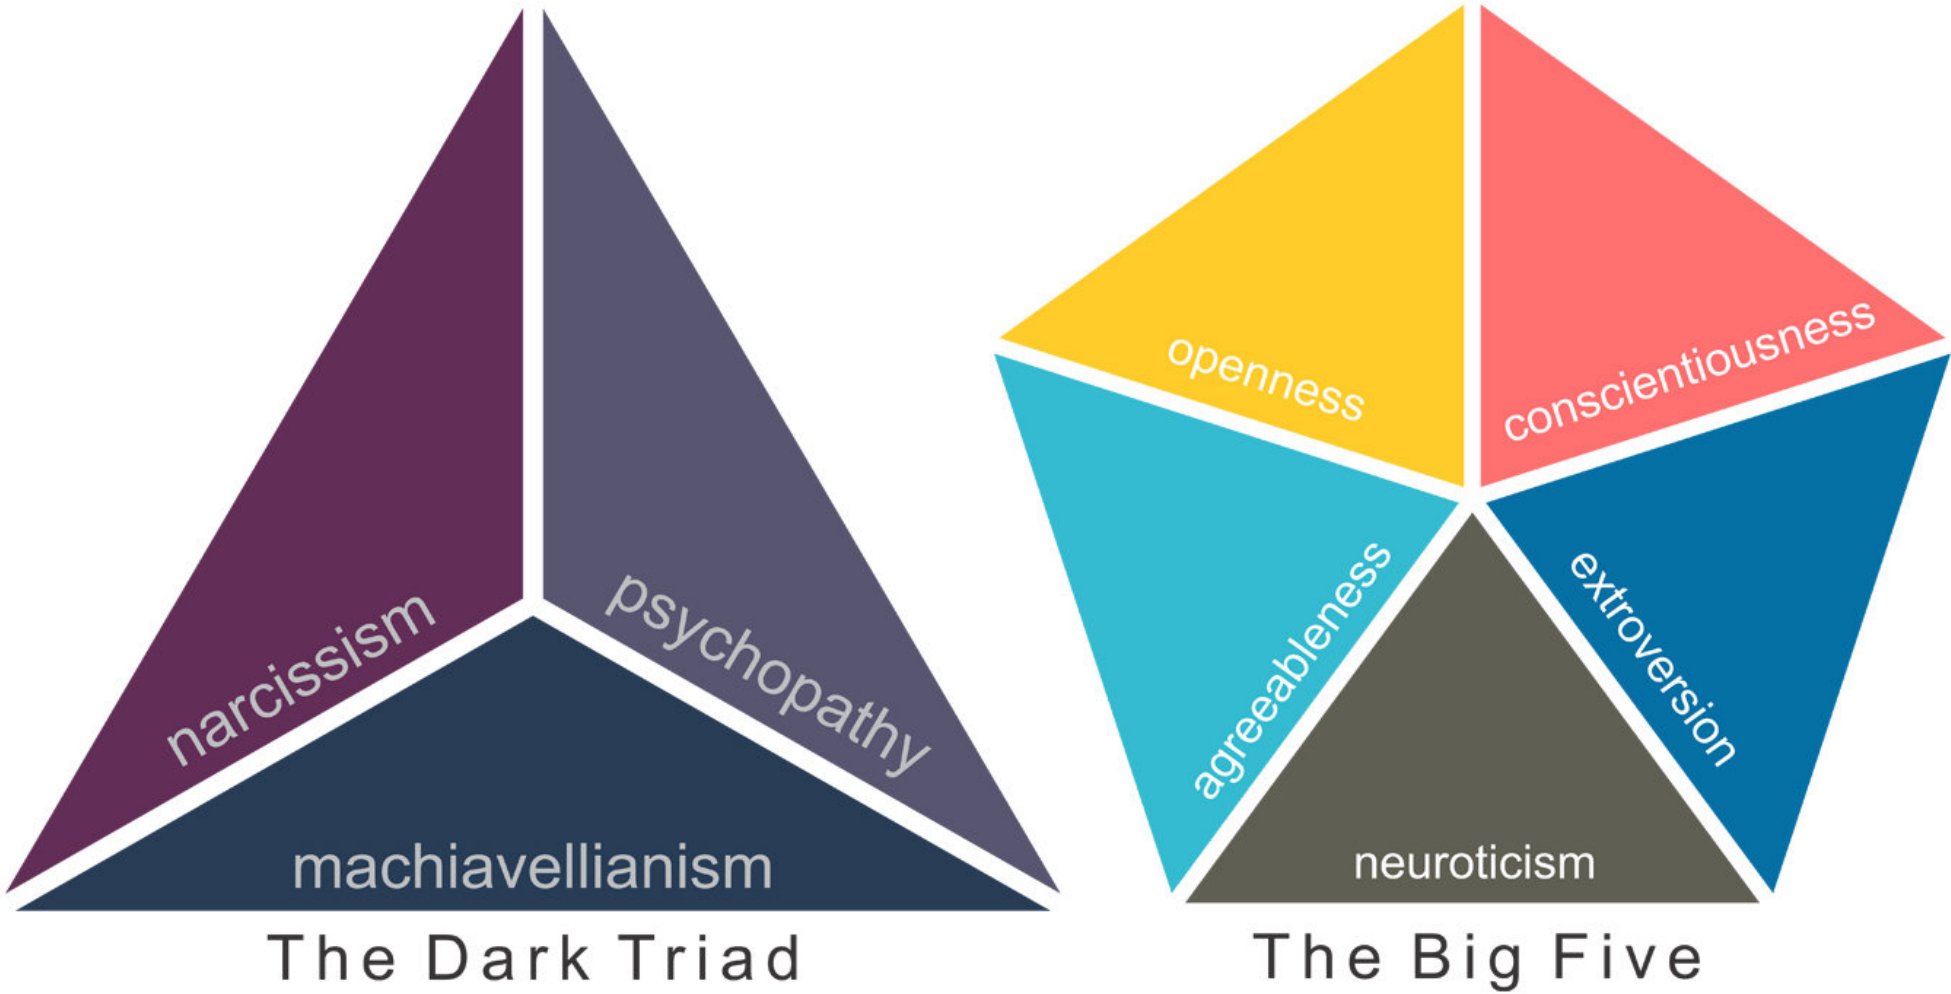 narcissism
psychopathy
machiavellianism
The Dark Triad
openness
conscientiousness
agreeableness
extroversion
neuroticism
The Big Five